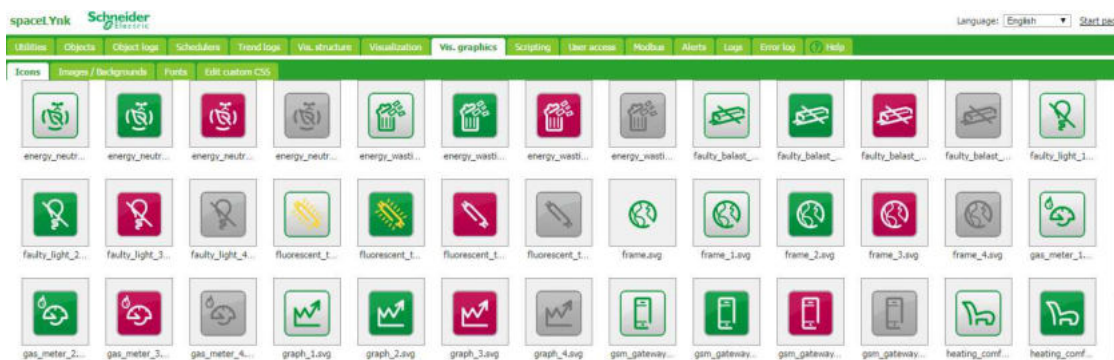 spaceLYnk Schneider Electric Language: English Start pag
Utilities Objects Object logs Schedulers Trend logs Vis. structure Visualization Vis. graphics Scripting User access Modbus Alerts Logs Error log Help
Icons Images / Backgrounds Fonts Edit custom CSS
energy_neutr... energy_neutr... energy_neutr... energy_neutr... energy_wasti... energy_wasti... energy_wasti... energy_wasti... faulty_balast_... faulty_balast_... faulty_balast_... faulty_balast_... faulty_light_1...
faulty_light_2... faulty_light_3... faulty_light_4... fluorescent_t... fluorescent_t... fluorescent_t... fluorescent_t... frame.svg frame_1.svg frame_2.svg frame_3.svg frame_4.svg gas_meter_1...
gas_meter_2... gas_meter_3... gas_meter_4... graph_1.svg graph_2.svg graph_3.svg graph_4.svg gsm_gateway... gsm_gateway... gsm_gateway... gsm_gateway... heating_comf... heating_comf...